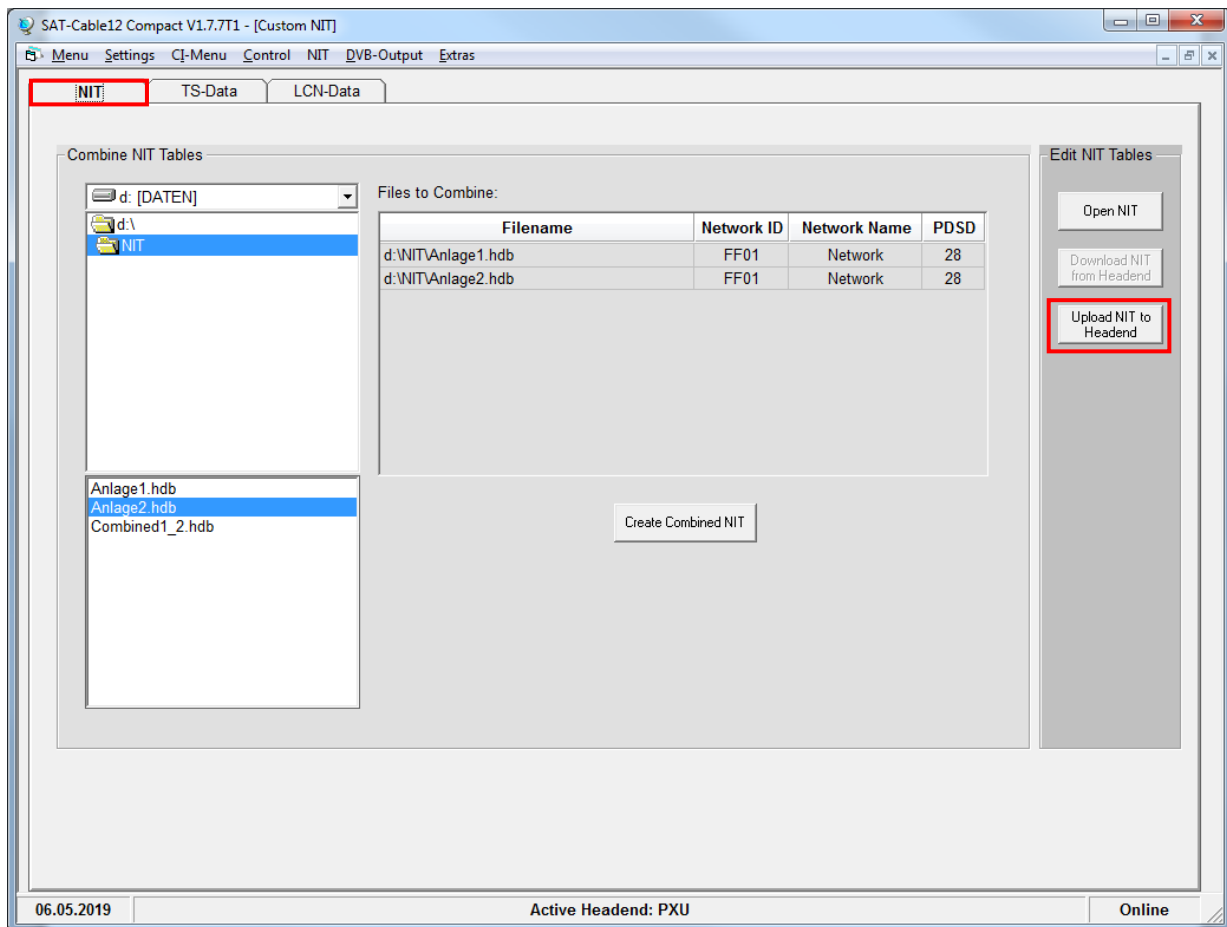 SAT-Cable12 Compact V1.7.7T1 - [Custom NIT]
Menu Settings CI-Menu Control NIT DVB-Output Extras
NIT TS-Data LCN-Data
Combine NIT Tables
Edit NIT Tables
d: [DATEN]
Files to Combine:
Open NIT
d:\
NIT
Filename Network ID Network Name PDSD
d:\NIT\Anlage1.hdb FF01 Network 28
d:\NIT\Anlage2.hdb FF01 Network 28
Download NIT
from Headend
Upload NIT to
Headend
Anlage1.hdb
Anlage2.hdb
Combined1_2.hdb
Create Combined NIT
06.05.2019 Active Headend: PXU Online